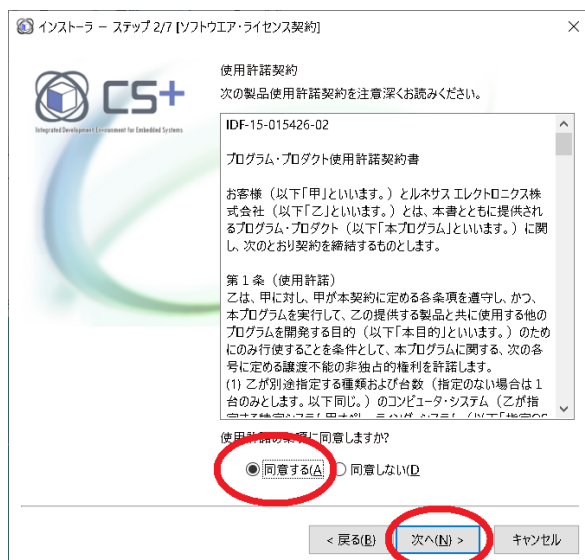 インストーラ － ステップ 2/7 [ソフトウエア・ライセンス契約]
CS+
Integrated Development Environment for Embedded Systems
使用許諾契約
次の製品使用許諾契約を注意深くお読みください。
IDF-15-015426-02
プログラム・プロダクト使用許諾契約書
お客様（以下「甲」といいます。）とルネサス エレクトロニクス株
式会社（以下「乙」といいます。）とは、本書とともに提供され
るプログラム・プロダクト（以下「本プログラム」といいます。）に関
し、次のとおり契約を締結するものとします。
第１条（使用許諾）
乙は、甲に対し、甲が本契約に定める各条項を遵守し、かつ、
本プログラムを実行して、乙の提供する製品と共に使用する他の
プログラムを開発する目的（以下「本目的」といいます。）のため
にのみ行使することを条件として、本プログラムに関する、次の各
号に定める譲渡不能の非独占的権利を許諾します。
(1) 乙が別途指定する種類および台数（指定のない場合は１
台のみとします。以下同じ。）のコンピュータ・システム（乙が指
使用許諾の条項に同意しますか?
同意する(A 同意しない(D
< 戻る(B) 次へ(N) > キャンセル